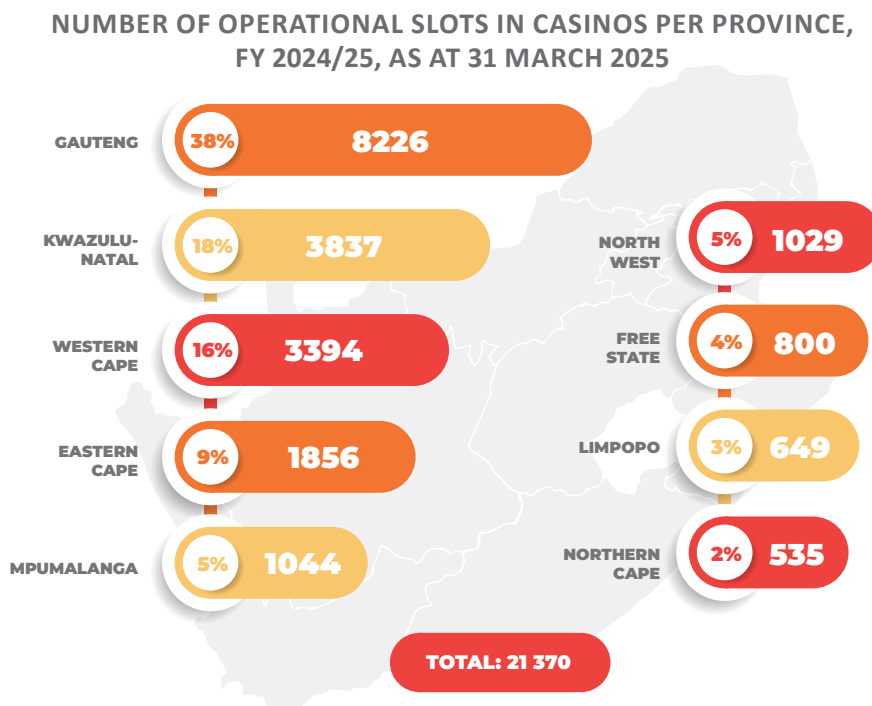 NUMBER OF OPERATIONAL SLOTS IN CASINOS PER PROVINCE,
FY 2024/25, AS AT 31 MARCH 2025
GAUTENG
38%
8226
KWAZULU-
NATAL
18%
3837
WESTERN
CAPE
16%
3394
EASTERN
CAPE
9%
1856
MPUMALANGA
5%
1044
NORTH
WEST
5%
1029
FREE
STATE
4%
800
LIMPOPO
3%
649
NORTHERN
CAPE
2%
535
TOTAL: 21 370